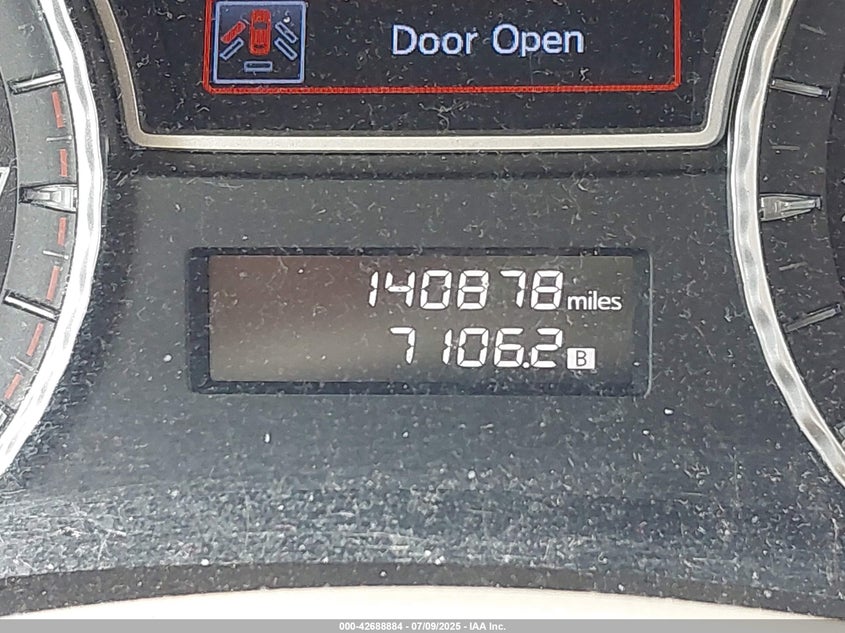 Door Open
140878 miles
7106.2 B
000-42688884 - 07/09/2025 - IAA Inc.